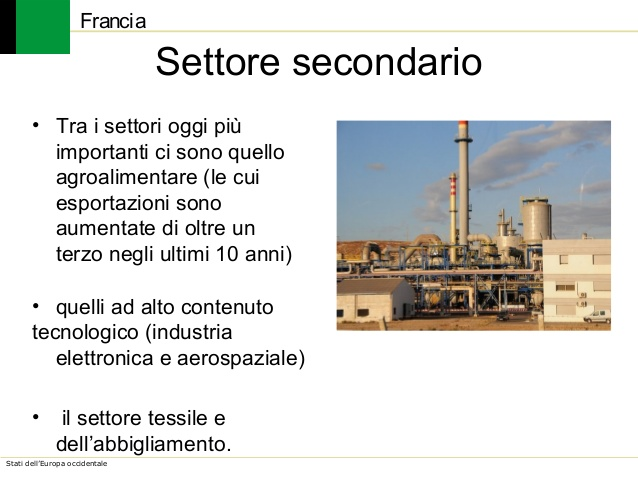 Francia
Settore secondario
• Tra i settori oggi più
importanti ci sono quello
agroalimentare (le cui
esportazioni sono
aumentate di oltre un
terzo negli ultimi 10 anni)
• quelli ad alto contenuto
tecnologico (industria
elettronica e aerospaziale)
• il settore tessile e
dell’abbigliamento.
Stati dell’Europa occidentale